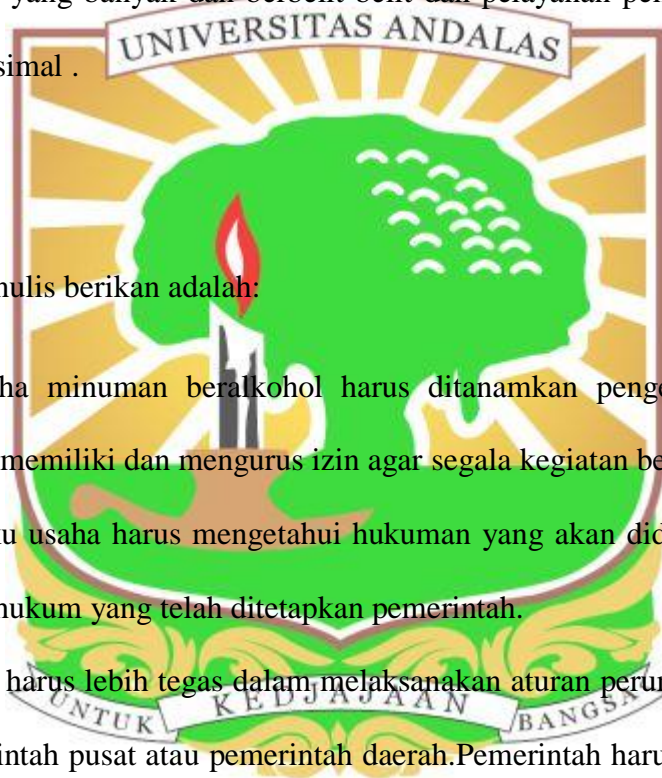 yang banyak dan berbelit-belit dan pelayanan per
UNIVERSITAS ANDALAS
simal .
nulis berikan adalah:
ha minuman beralkohol harus ditanamkan penge
memiliki dan mengurus izin agar segala kegiatan be
ku usaha harus mengetahui hukuman yang akan did
hukum yang telah ditetapkan pemerintah.
harus lebih tegas dalam melaksanakan aturan perun
UNTUK KEDJAJAAN BANGSA
intah pusat atau pemerintah daerah.Pemerintah haru